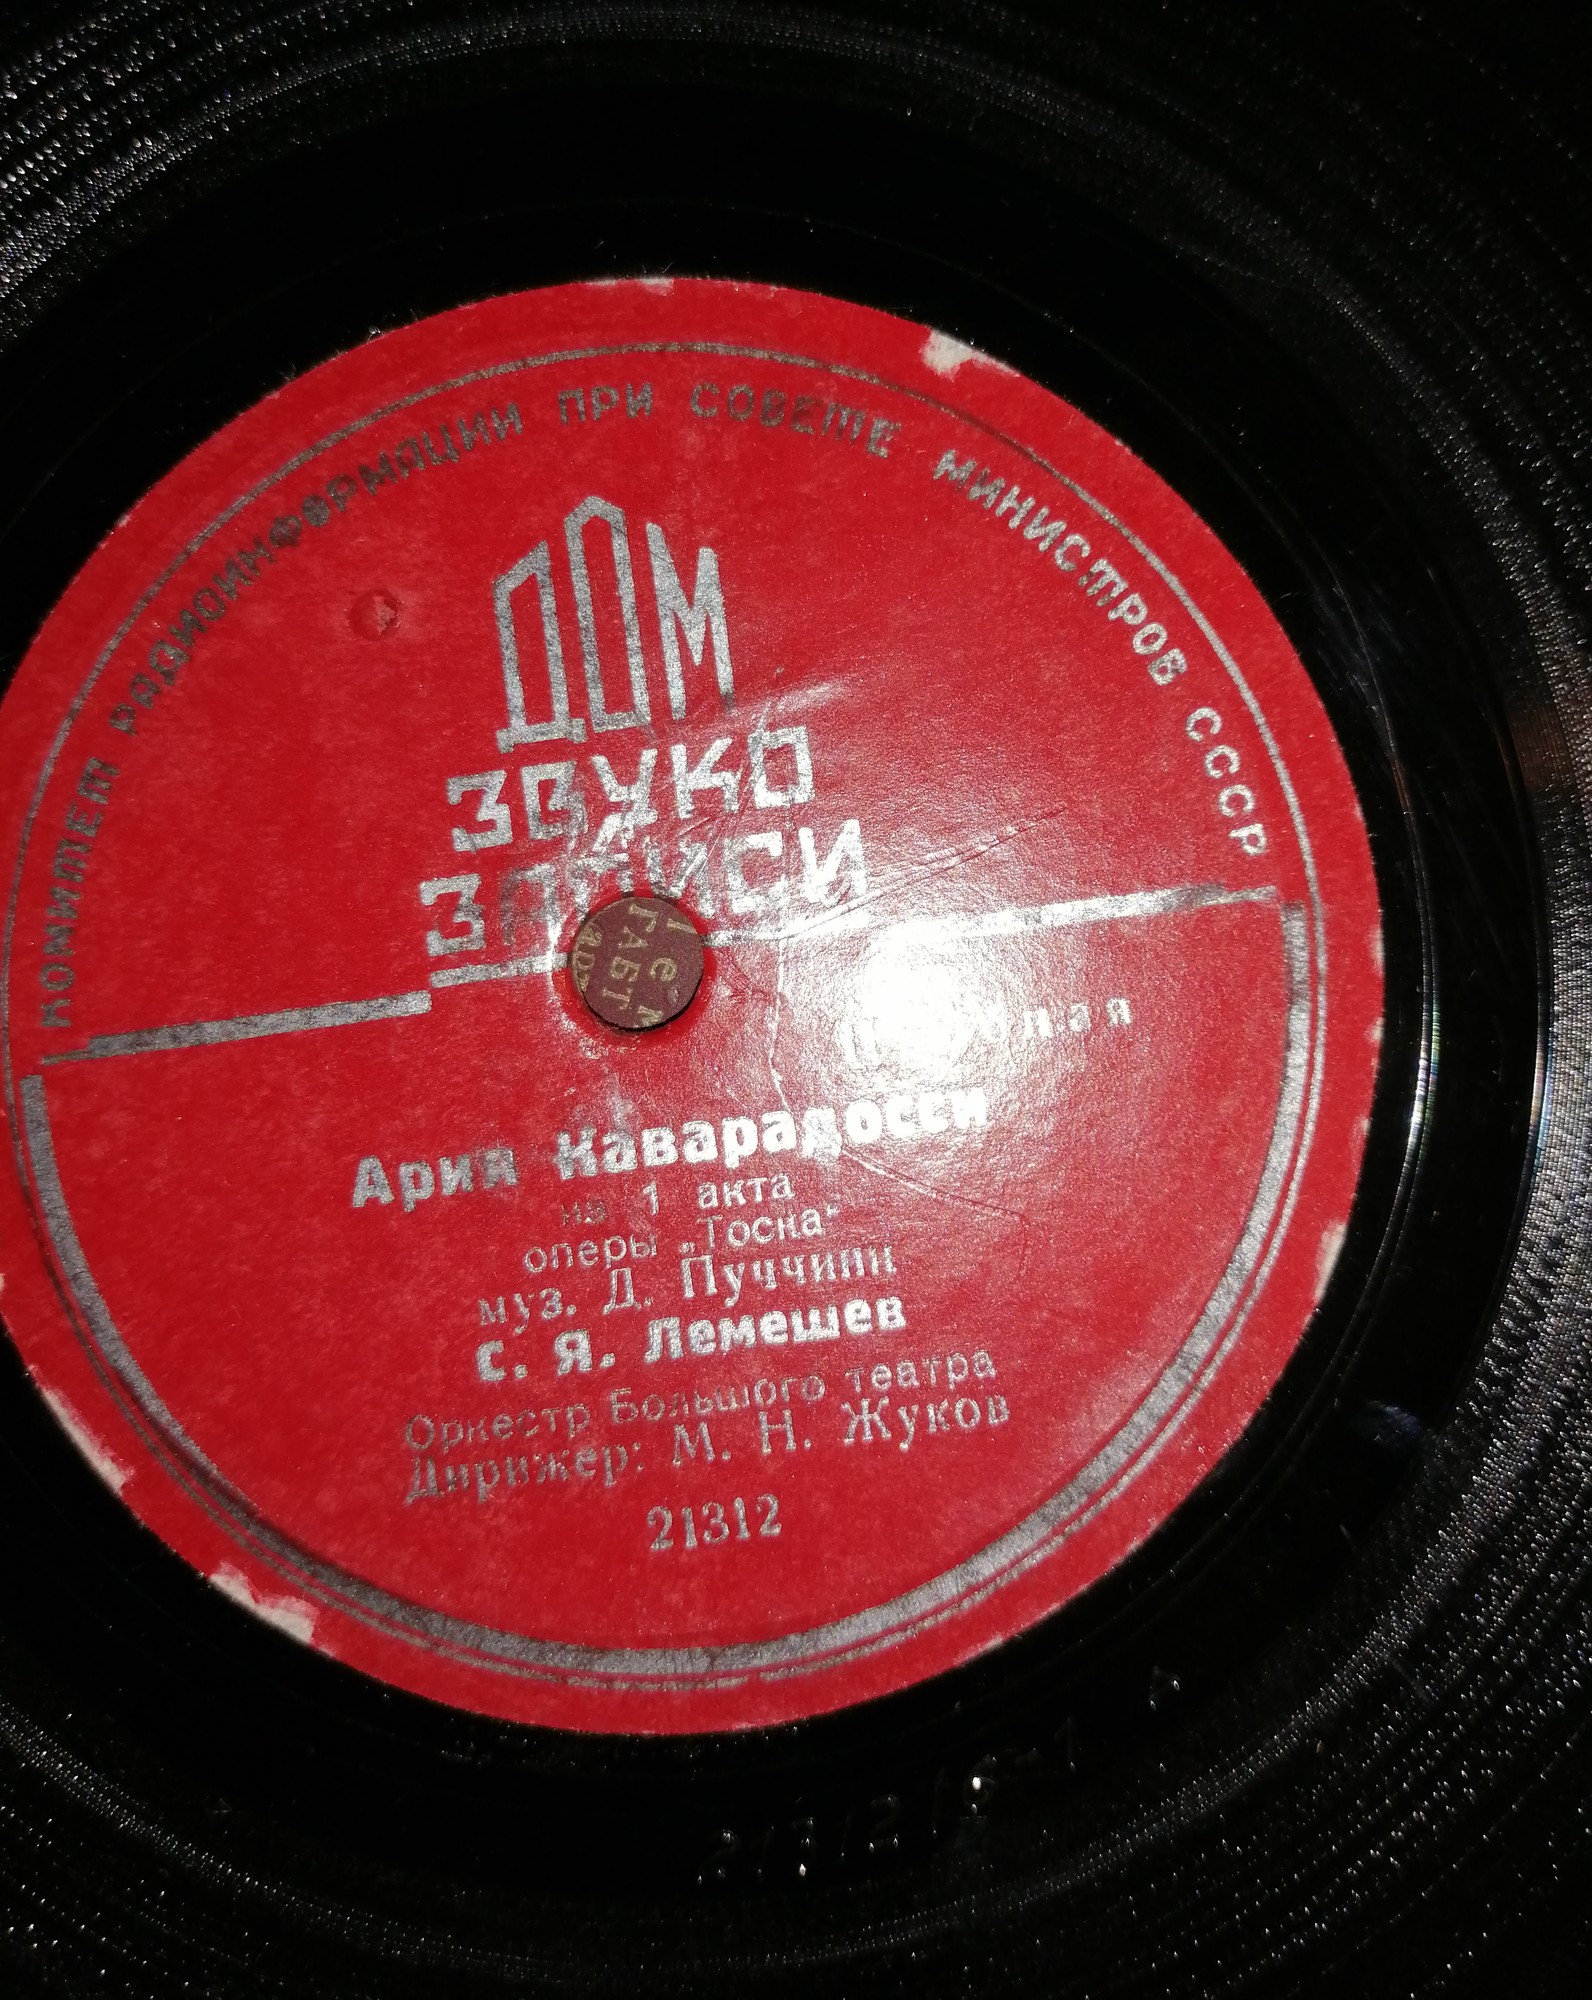 КОМИТЕТ РАДИОИНФОРМАЦИИ ПРИ СОВЕТЕ МИНИСТРОВ СССР
ДОМ
ЗВУКО
ЗАПИСИ
Ария Каварадосси
из 1 акта
оперы „Тоска“
муз. Д. Пуччини
С. Я. Лемешев
Оркестр Большого театра
Дирижер: М. Н. Жуков
21312